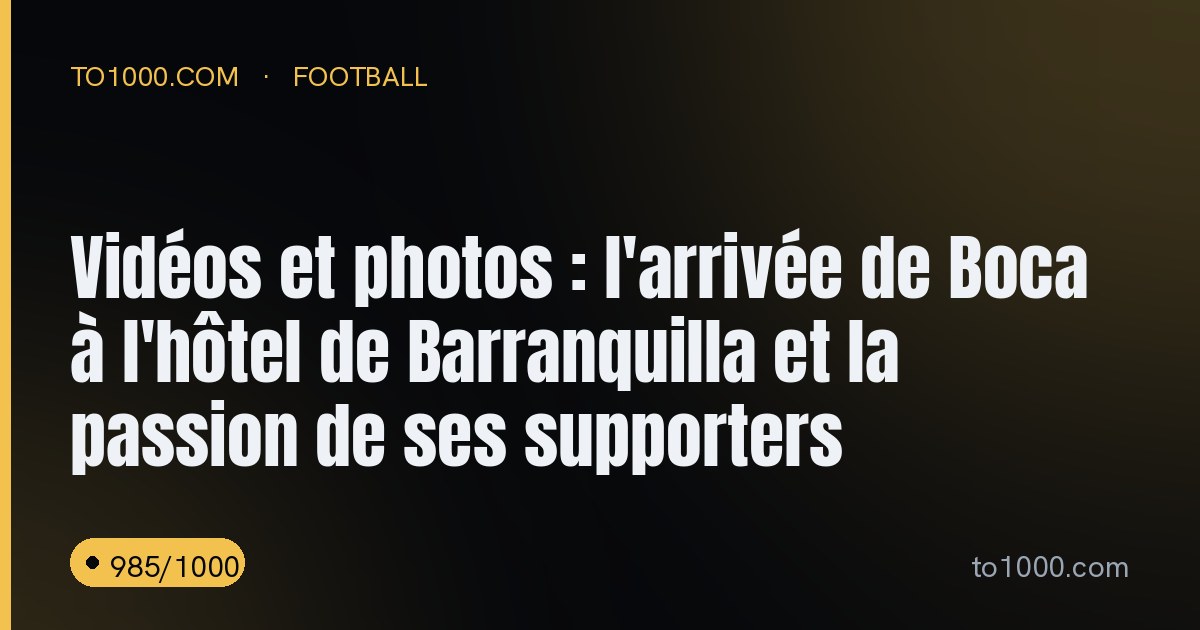 TO1000.COM · FOOTBALL
Vidéos et photos : l'arrivée de Boca
à l'hôtel de Barranquilla et la
passion de ses supporters
985/1000
to1000.com